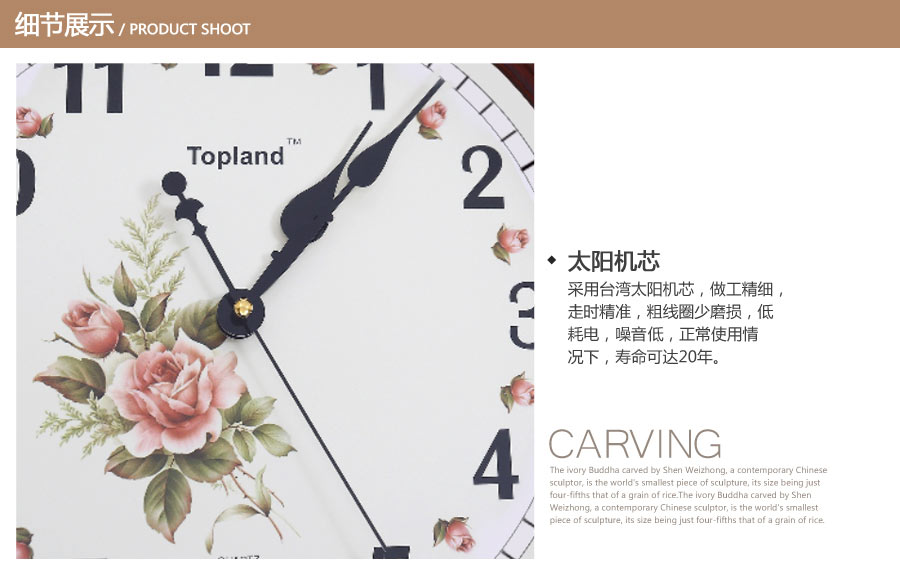 细节展示 / PRODUCT SHOOT
11 12 1
Topland™
2
3
4
太阳机芯
采用台湾太阳机芯，做工精细，
走时精准，粗线圈少磨损，低
耗电，噪音低，正常使用情
况下，寿命可达20年。
CARVING
The ivory Buddha carved by Shen Weizhong, a contemporary Chinese
sculptor, is the world's smallest piece of sculpture, its size being just
four-fifths that of a grain of rice.The ivory Buddha carved by Shen
Weizhong, a contemporary Chinese sculptor, is the world's smallest
piece of sculpture, its size being just four-fifths that of a grain of rice.